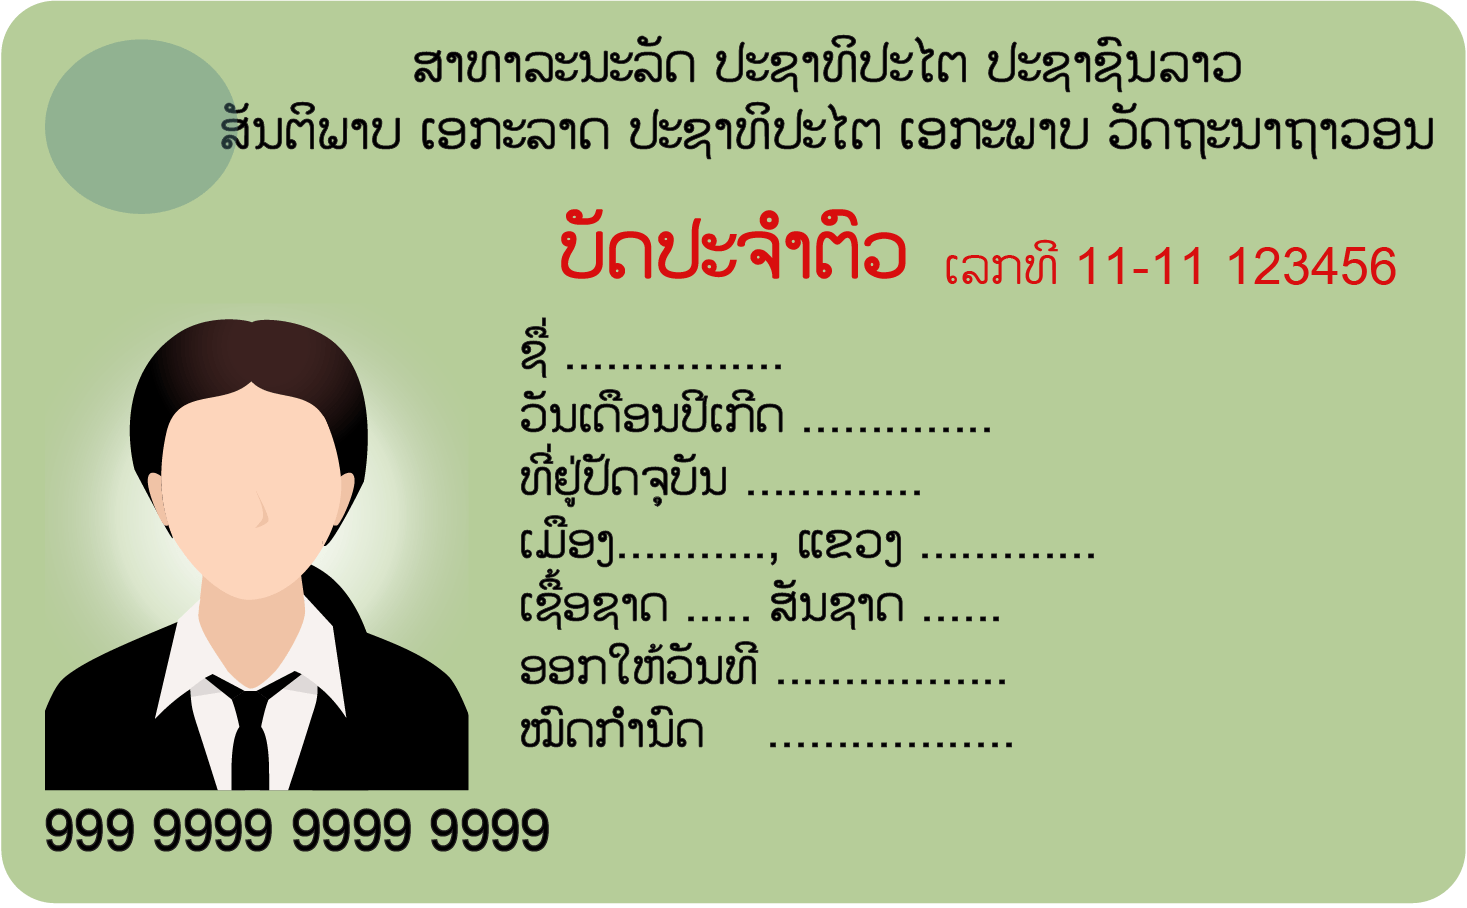 ສາທາລະນະລັດ ປະຊາທິປະໄຕ ປະຊາຊົນລາວ
ສັນຕິພາບ ເອກະລາດ ປະຊາທິປະໄຕ ເອກະພາບ ວັດຖະນາຖາວອນ
ບັດປະຈຳຕົວ ເລກທີ 11-11 123456
ຊື່ ................
ວັນເດືອນປີເກີດ ..............
ທີ່ຢູ່ປັດຈຸບັນ .............
ເມືອງ..........., ແຂວງ .............
ເຊື້ອຊາດ ..... ສັນຊາດ ......
ອອກໃຫ້ວັນທີ .................
ໝົດກຳນົດ ..................
999 9999 9999 9999